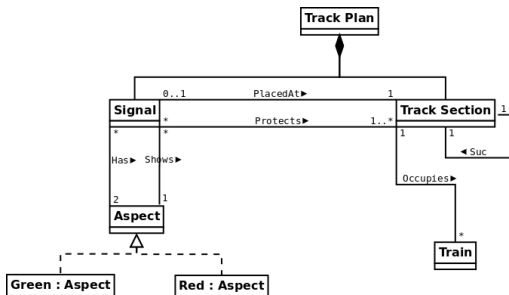 Track Plan
0..1 PlacedAt▶ 1
Signal
Track Section
1
* Protects▶ 1..*
* *
1 1
Has▶ Shows▶
◀ Suc
Occupies▶
2 1
Aspect
*
Train
Green : Aspect
Red : Aspect